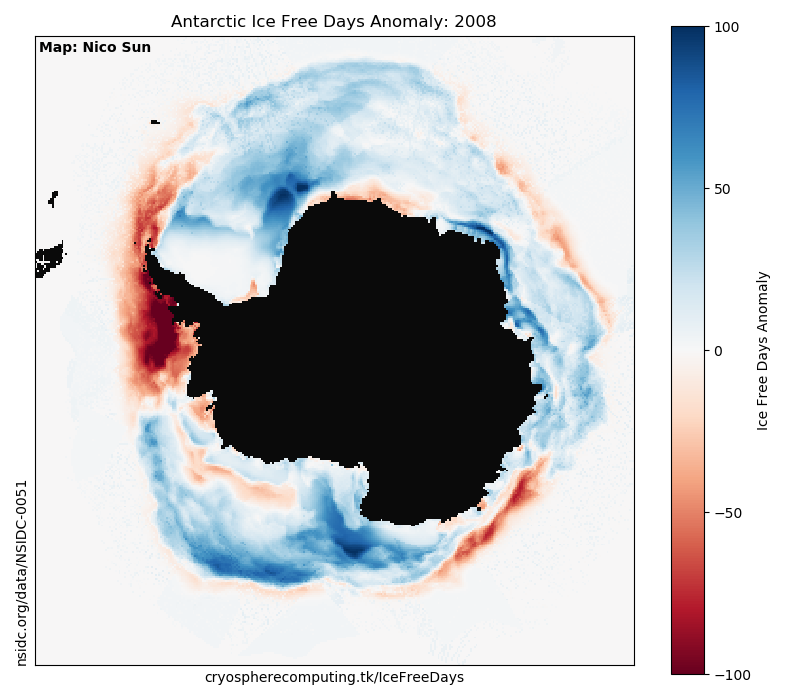 Antarctic Ice Free Days Anomaly: 2008
Map: Nico Sun
nsidc.org/data/NSIDC-0051
cryospherecomputing.tk/IceFreeDays
100
50
0
−50
−100
Ice Free Days Anomaly